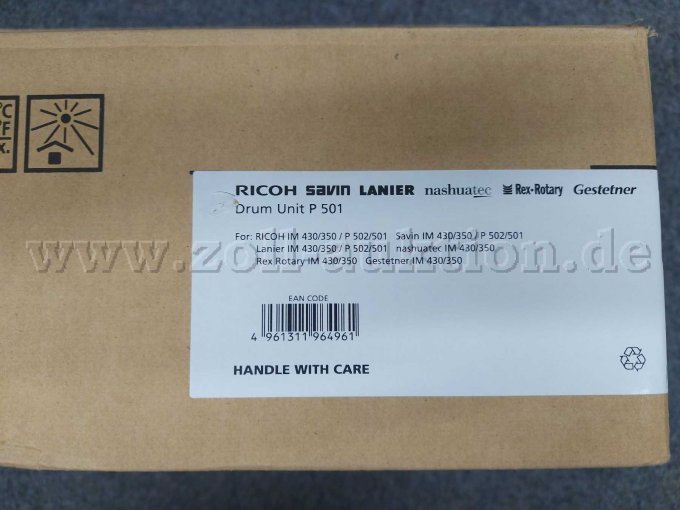 °C
°F
x.
RICOH savin LANIER nashuatec Rex-Rotary Gestetner
Drum Unit P 501
For: RICOH IM 430/350 / P 502/501 Savin IM 430/350 / P 502/501
Lanier IM 430/350 / P 502/501 nashuatec IM 430/350
Rex Rotary IM 430/350 Gestetner IM 430/350
www.zoll-auktion.de
EAN CODE
4 961311 964961
HANDLE WITH CARE